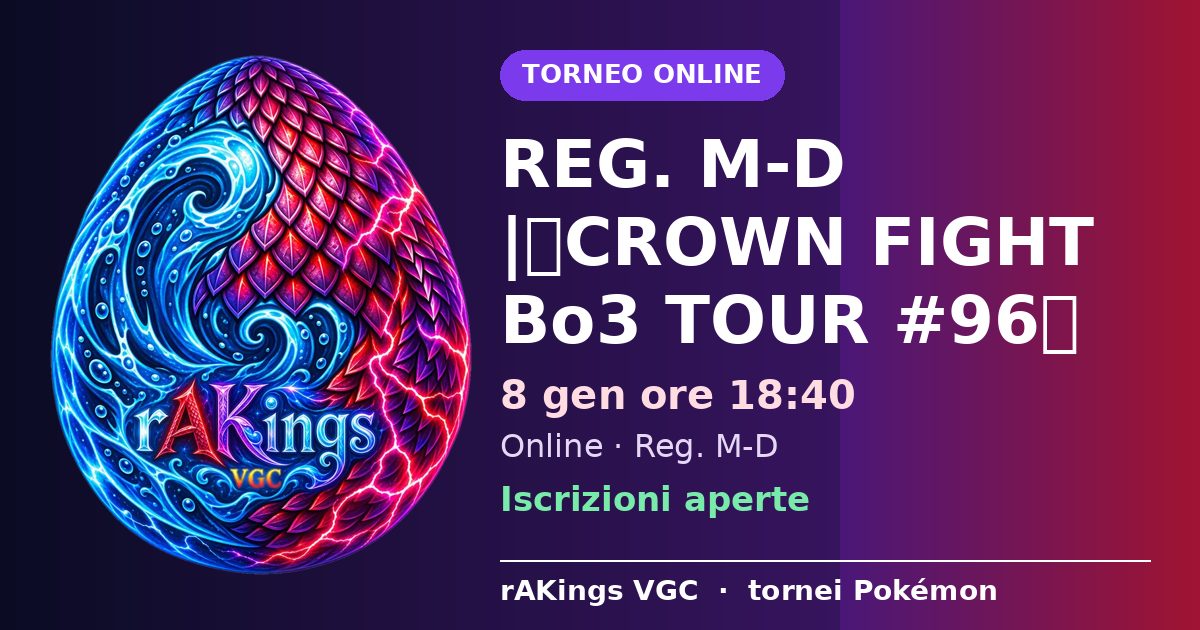 TORNEO ONLINE
REG. M-D
|▯CROWN FIGHT
Bo3 TOUR #96▯
8 gen ore 18:40
Online · Reg. M-D
Iscrizioni aperte
rAKings
VGC
rAKings VGC · tornei Pokémon